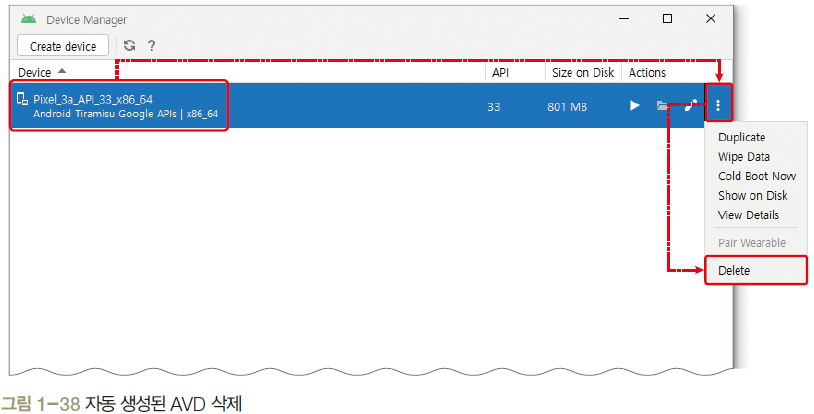 Device Manager
Create device ?
Device API Size on Disk Actions
Pixel_3a_API_33_x86_64
Android Tiramisu Google APIs | x86_64
33 801 MB
Duplicate
Wipe Data
Cold Boot Now
Show on Disk
View Details
Pair Wearable
Delete
그림 1-38 자동 생성된 AVD 삭제